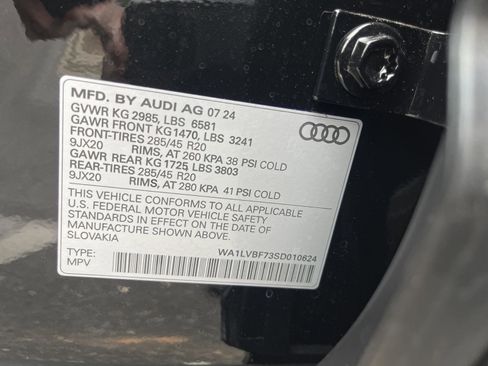 MFD. BY AUDI AG 07 24
GVWR KG 2985, LBS 6581
GAWR FRONT KG 1470, LBS 3241
FRONT-TIRES 285/45 R20
9JX20 RIMS, AT 260 KPA 38 PSI COLD
GAWR REAR KG 1725, LBS 3803
REAR-TIRES 285/45 R20
9JX20 RIMS, AT 280 KPA 41 PSI COLD
THIS VEHICLE CONFORMS TO ALL APPLICABLE
U.S. FEDERAL MOTOR VEHICLE SAFETY
STANDARDS IN EFFECT ON THE DATE OF
MANUFACTURE SHOWN ABOVE.
SLOVAKIA
WA1LVBF73SD010624
TYPE:
MPV